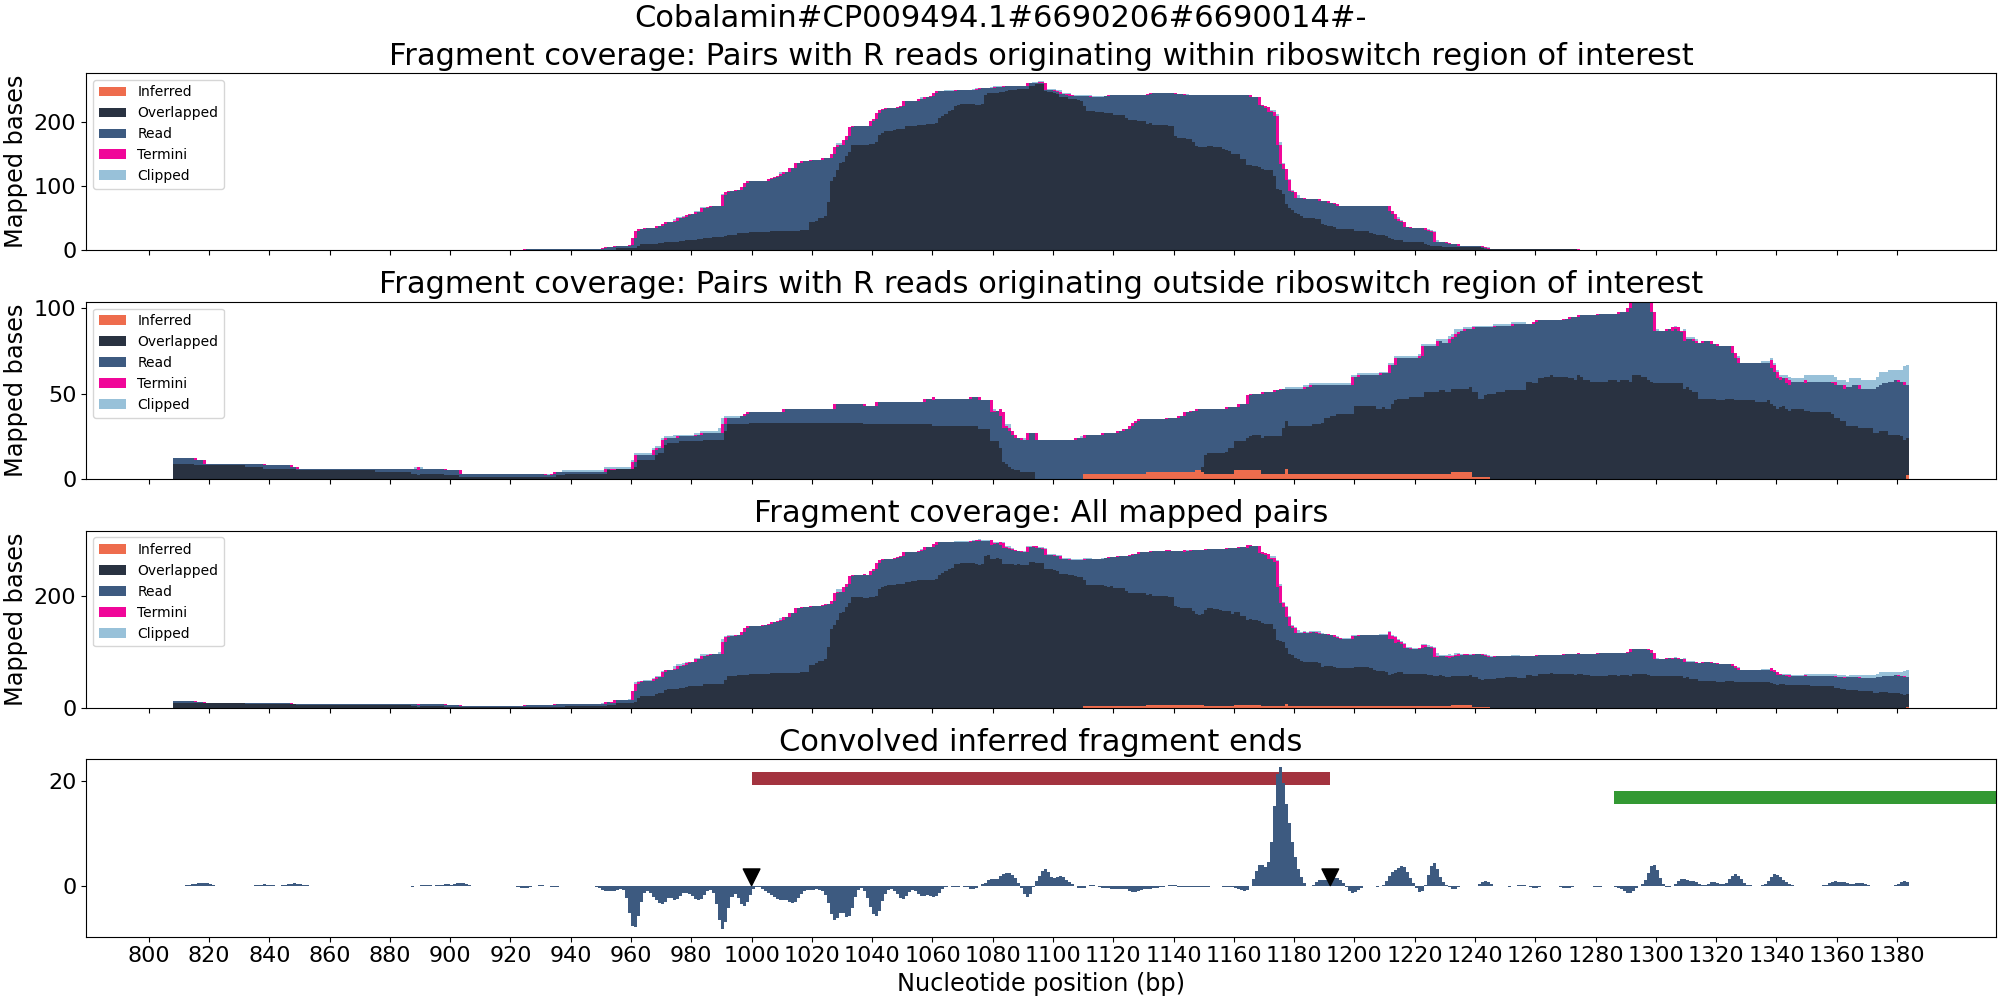 Cobalamin#CP009494.1#6690206#6690014#-
Fragment coverage: Pairs with R reads originating within riboswitch region of interest
Mapped bases
200
100
0
Inferred
Overlapped
Read
Termini
Clipped
Fragment coverage: Pairs with R reads originating outside riboswitch region of interest
Mapped bases
100
50
0
Inferred
Overlapped
Read
Termini
Clipped
Fragment coverage: All mapped pairs
Mapped bases
200
0
Inferred
Overlapped
Read
Termini
Clipped
Convolved inferred fragment ends
20
0
800 820 840 860 880 900 920 940 960 980 1000 1020 1040 1060 1080 1100 1120 1140 1160 1180 1200 1220 1240 1260 1280 1300 1320 1340 1360 1380
Nucleotide position (bp)